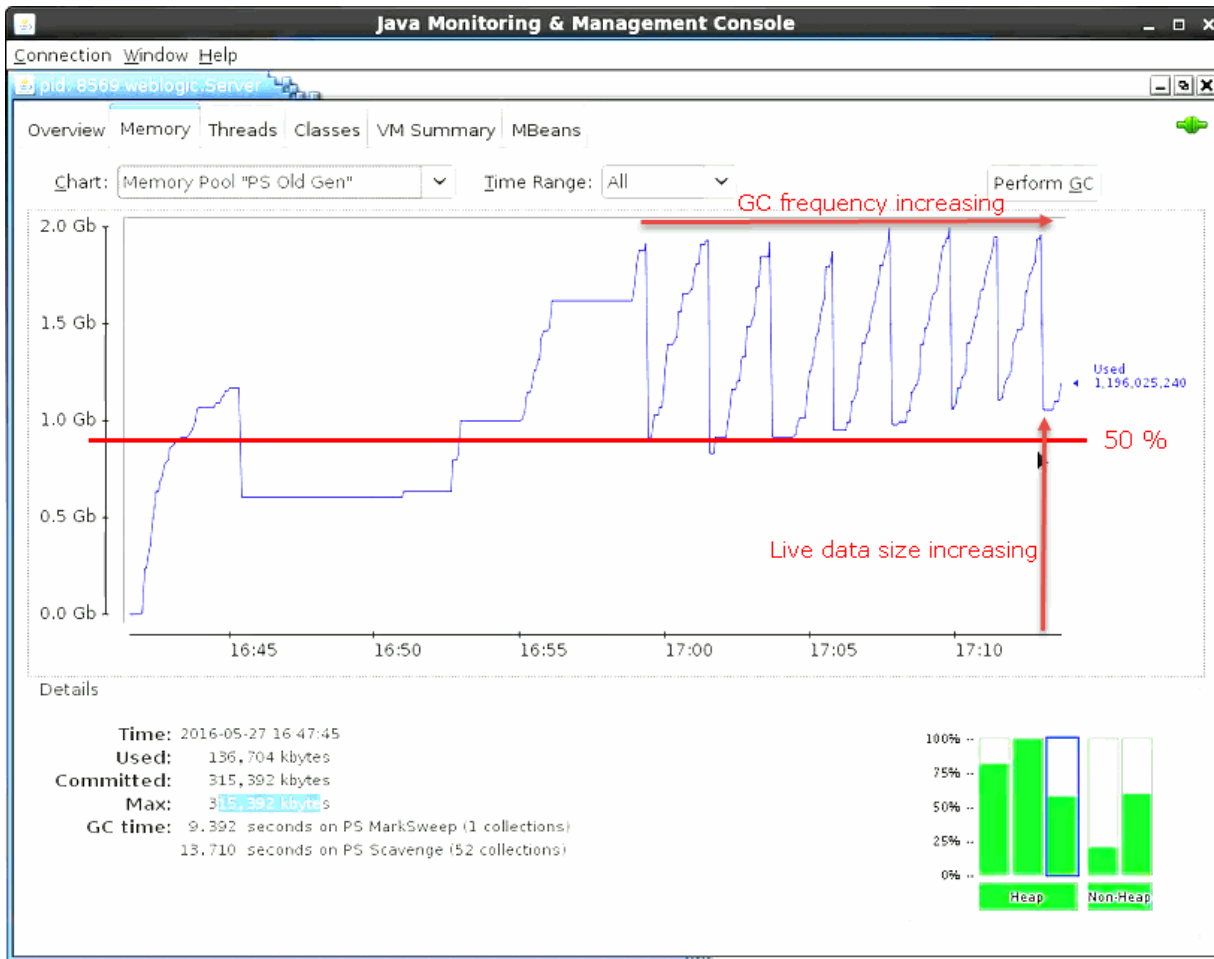 Java Monitoring & Management Console
Connection Window Help
pid: 8569 weblogic.Server
Overview Memory Threads Classes VM Summary MBeans
Chart: Memory Pool "PS Old Gen" Time Range: All Perform GC
GC frequency increasing
2.0 Gb
1.5 Gb
Used
1,196,025,240
1.0 Gb
50 %
0.5 Gb
Live data size increasing
0.0 Gb
16:45 16:50 16:55 17:00 17:05 17:10
Details
Time: 2016-05-27 16:47:45
Used: 136,704 kbytes
Committed: 315,392 kbytes
Max: 315,392 kbytes
GC time: 9.392 seconds on PS MarkSweep (1 collections)
13.710 seconds on PS Scavenge (52 collections)
100% --
75% --
50% --
25% --
0% --
Heap Non-Heap